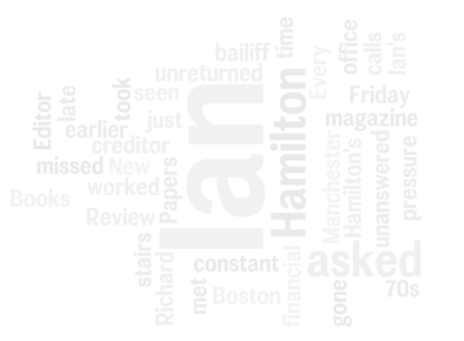 time
office
calls
Ian's
bailiff
unreturned
Every
Editor
late
took
seen
Friday
earlier
just
magazine
creditor
Ian
Hamilton
missed
New
Papers
Manchester
Hamilton's
unanswered
pressure
worked
Books
Review
stairs
Richard
constant
asked
met
Boston
financial
gone
70s